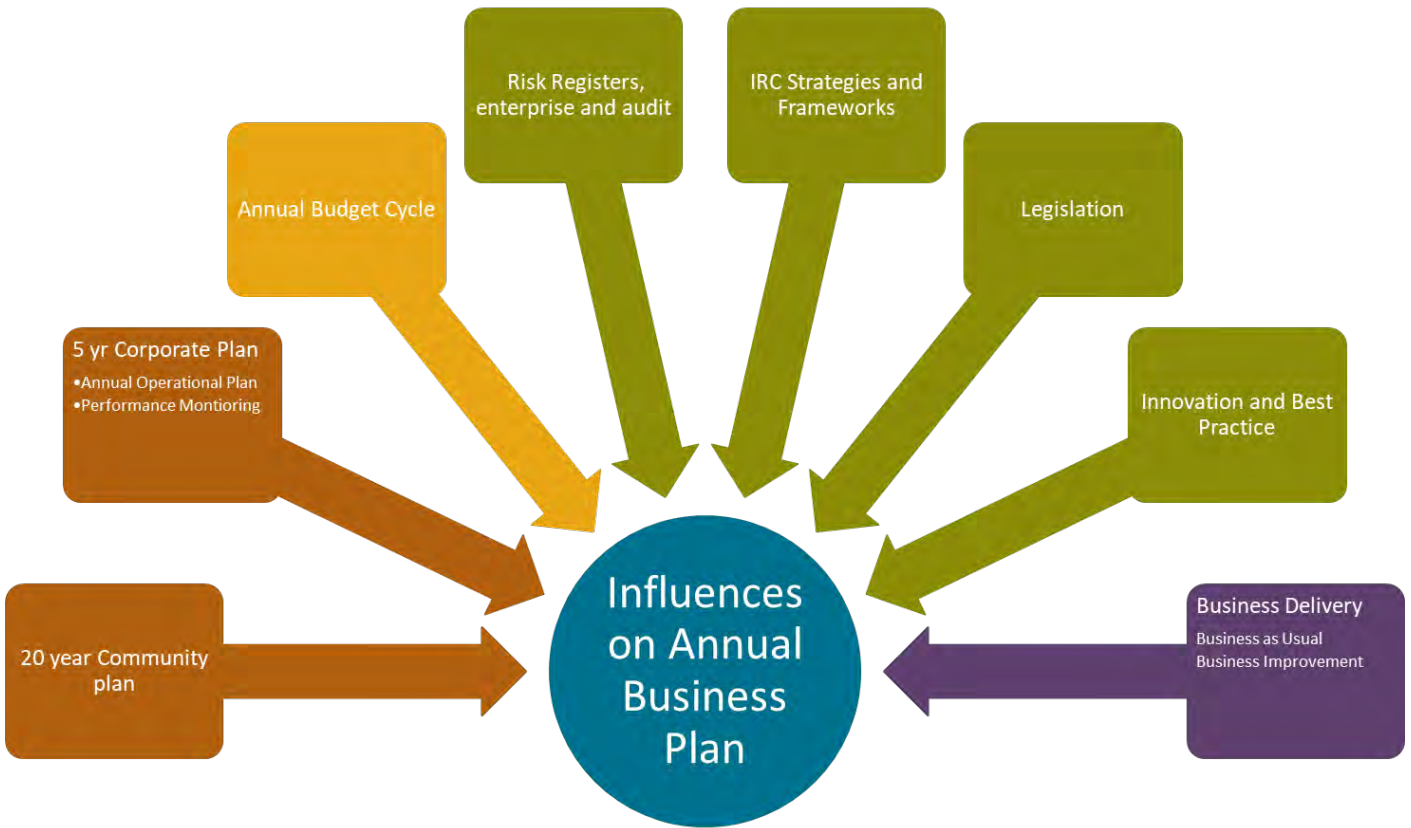 Risk Registers,
enterprise and audit
IRC Strategies and
Frameworks
Annual Budget Cycle
Legislation
5 yr Corporate Plan
•Annual Operational Plan
•Performance Montioring
Innovation and Best
Practice
20 year Community
plan
Influences
on Annual
Business
Plan
Business Delivery
Business as Usual
Business Improvement